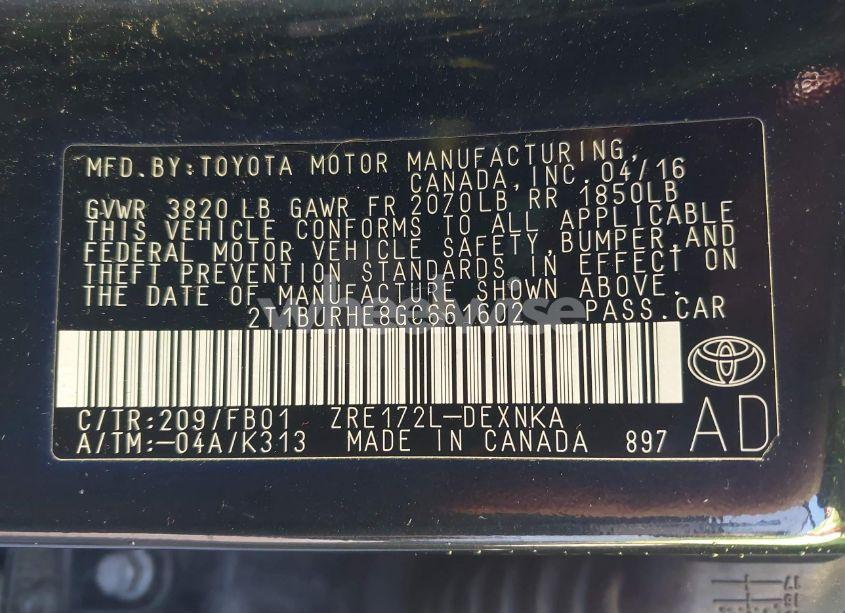 MFD.BY:TOYOTA MOTOR MANUFACTURING,
CANADA, INC. 04/16
GVWR 3820 LB GAWR FR 2070LB RR 1850LB
THIS VEHICLE CONFORMS TO ALL APPLICABLE
FEDERAL MOTOR VEHICLE SAFETY, BUMPER, AND
THEFT PREVENTION STANDARDS IN EFFECT ON
THE DATE OF MANUFACTURE SHOWN ABOVE.
2T1BURHE8GC661602 PASS.CAR
C/TR:209/FB01 ZRE172L-DEXNKA
A/TM:-04A/K313 MADE IN CANADA 897
AD
17